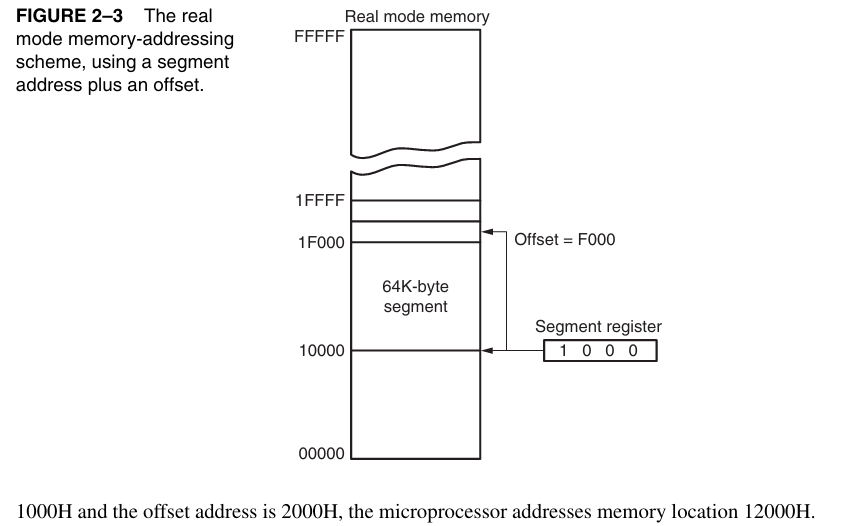 FIGURE 2–3 The real
mode memory-addressing
scheme, using a segment
address plus an offset.
Real mode memory
FFFFF
1FFFF
1F000
Offset = F000
64K-byte
segment
Segment register
10000
1 0 0 0
00000
1000H and the offset address is 2000H, the microprocessor addresses memory location 12000H.